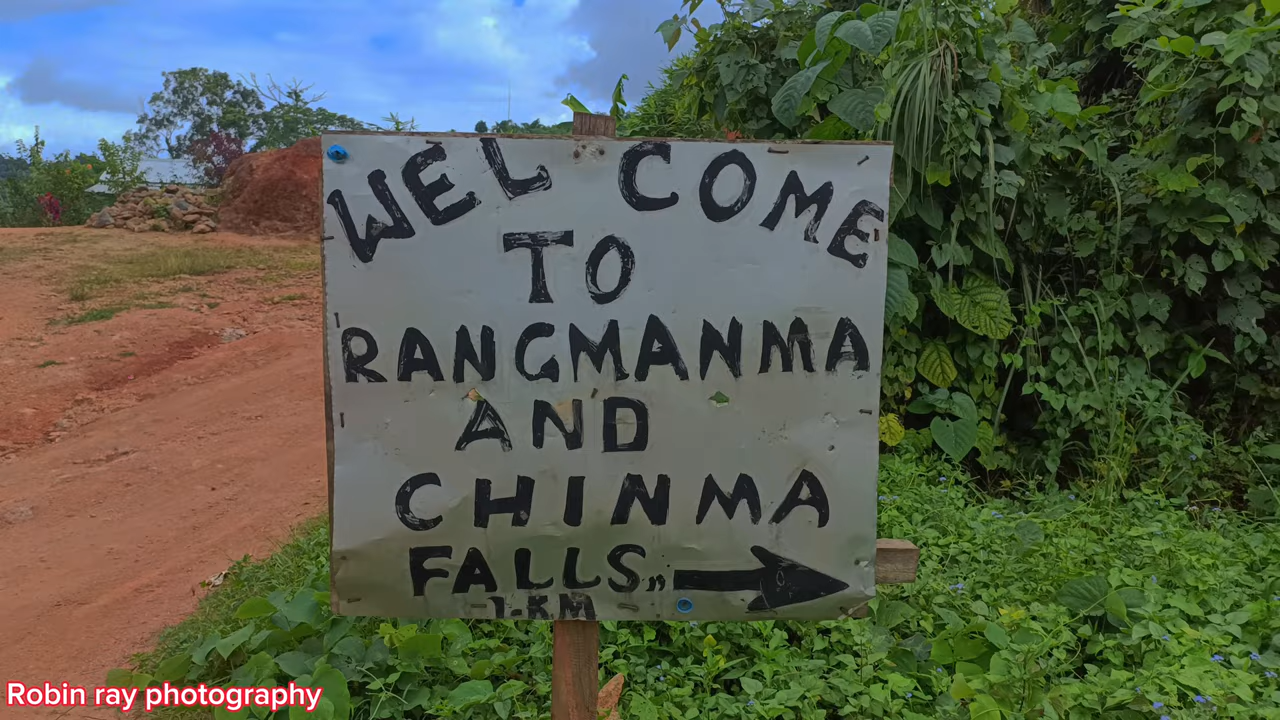 WEL COME
TO
RANGMANMA
AND
CHINMA
FALLS,,
-1-KM
Robin ray photography